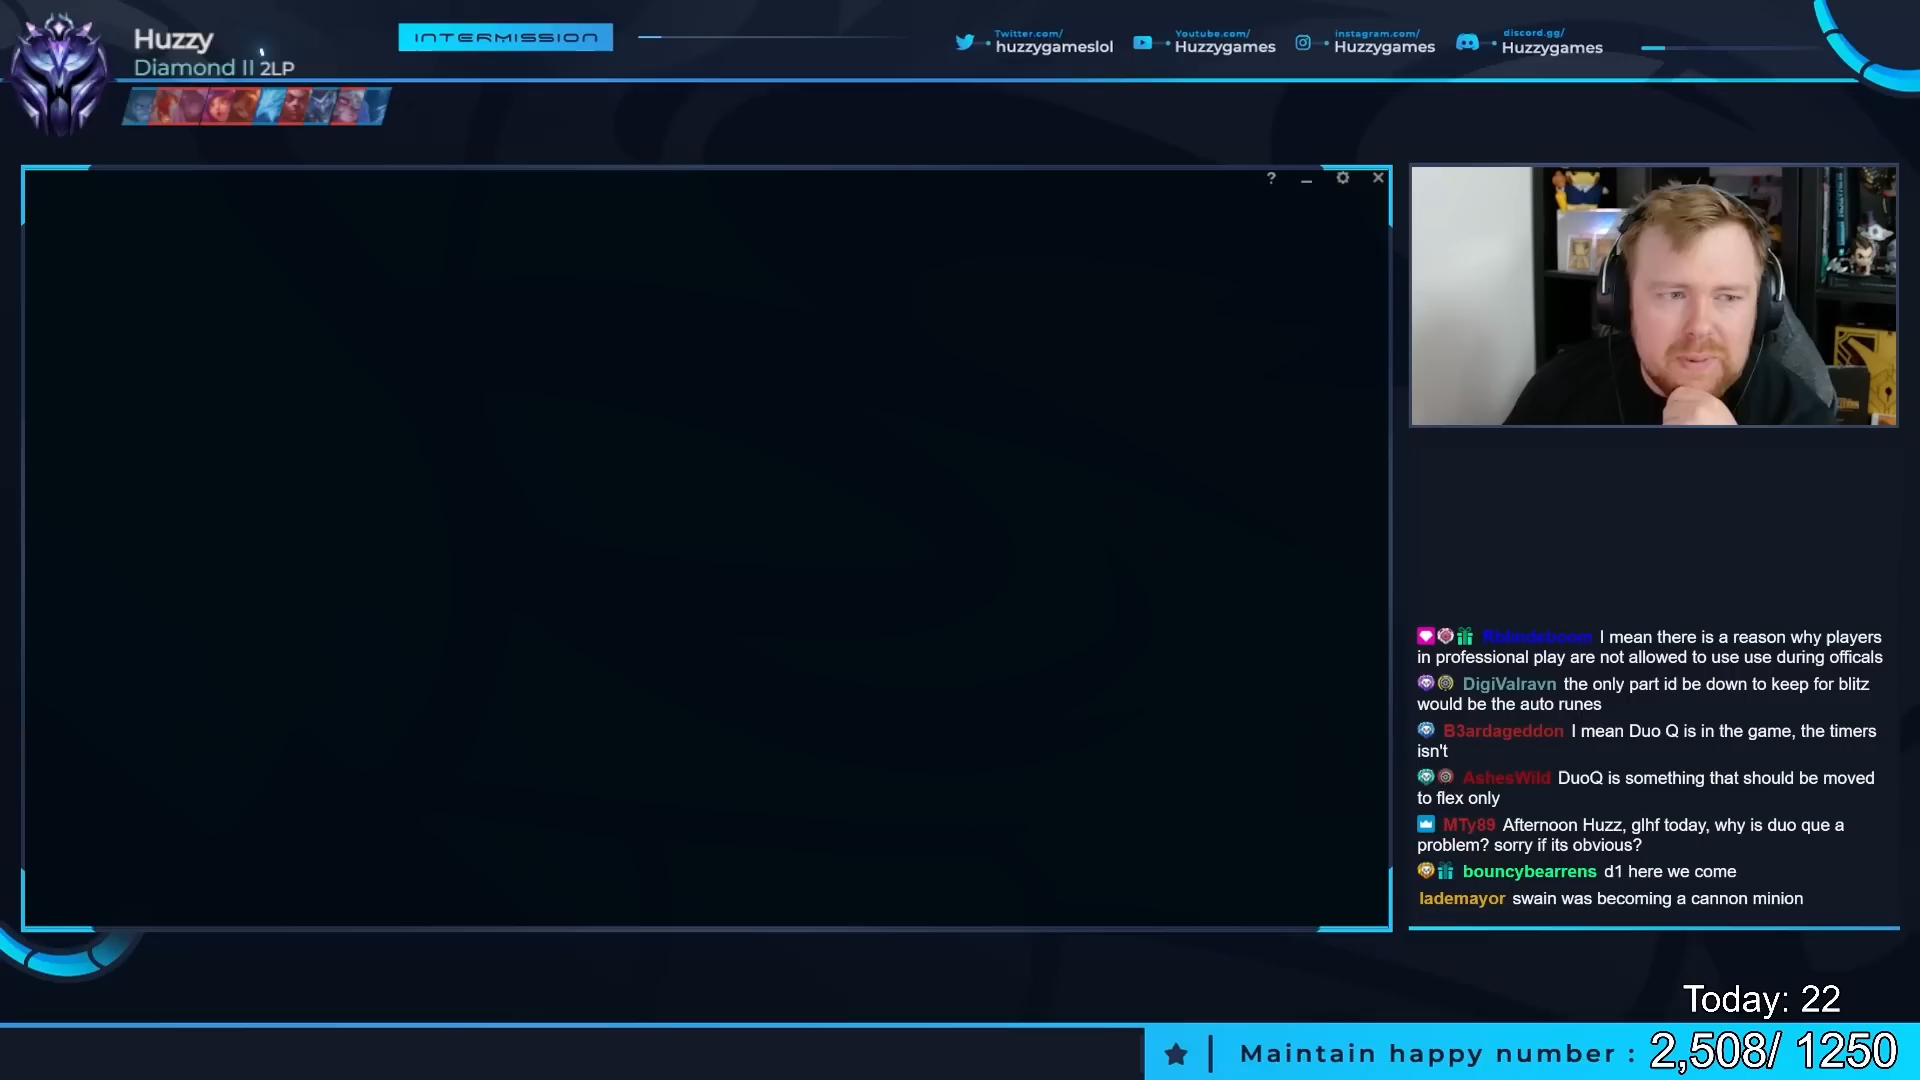 Huzzy
Diamond II 2LP
INTERMISSION
Twitter.com/
huzzygameslol
Youtube.com/
Huzzygames
instagram.com/
Huzzygames
discord.gg/
Huzzygames
Rblindeboom I mean there is a reason why players
in professional play are not allowed to use use during officals
DigiValravn the only part id be down to keep for blitz
would be the auto runes
B3ardageddon I mean Duo Q is in the game, the timers
isn't
AshesWild DuoQ is something that should be moved
to flex only
MTy89 Afternoon Huzz, glhf today, why is duo que a
problem? sorry if its obvious?
bouncybearrens d1 here we come
lademayor swain was becoming a cannon minion
Today: 22
Maintain happy number : 2,508/ 1250